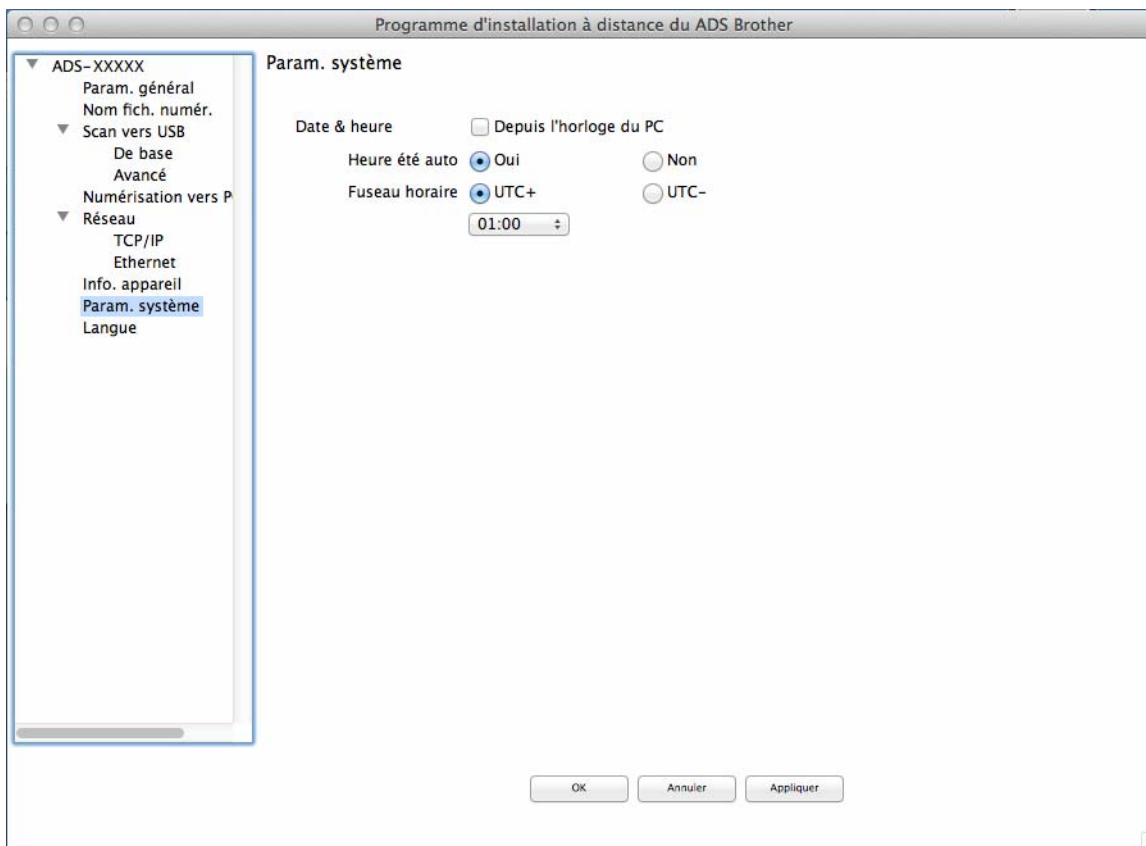 Programme d'installation à distance du ADS Brother
ADS-XXXXX
Param. général
Nom fich. numér.
Scan vers USB
De base
Avancé
Numérisation vers P
Réseau
TCP/IP
Ethernet
Info. appareil
Param. système
Langue
Param. système
Date & heure Depuis l'horloge du PC
Heure été auto Oui Non
Fuseau horaire UTC+ UTC-
01:00
OK Annuler Appliquer